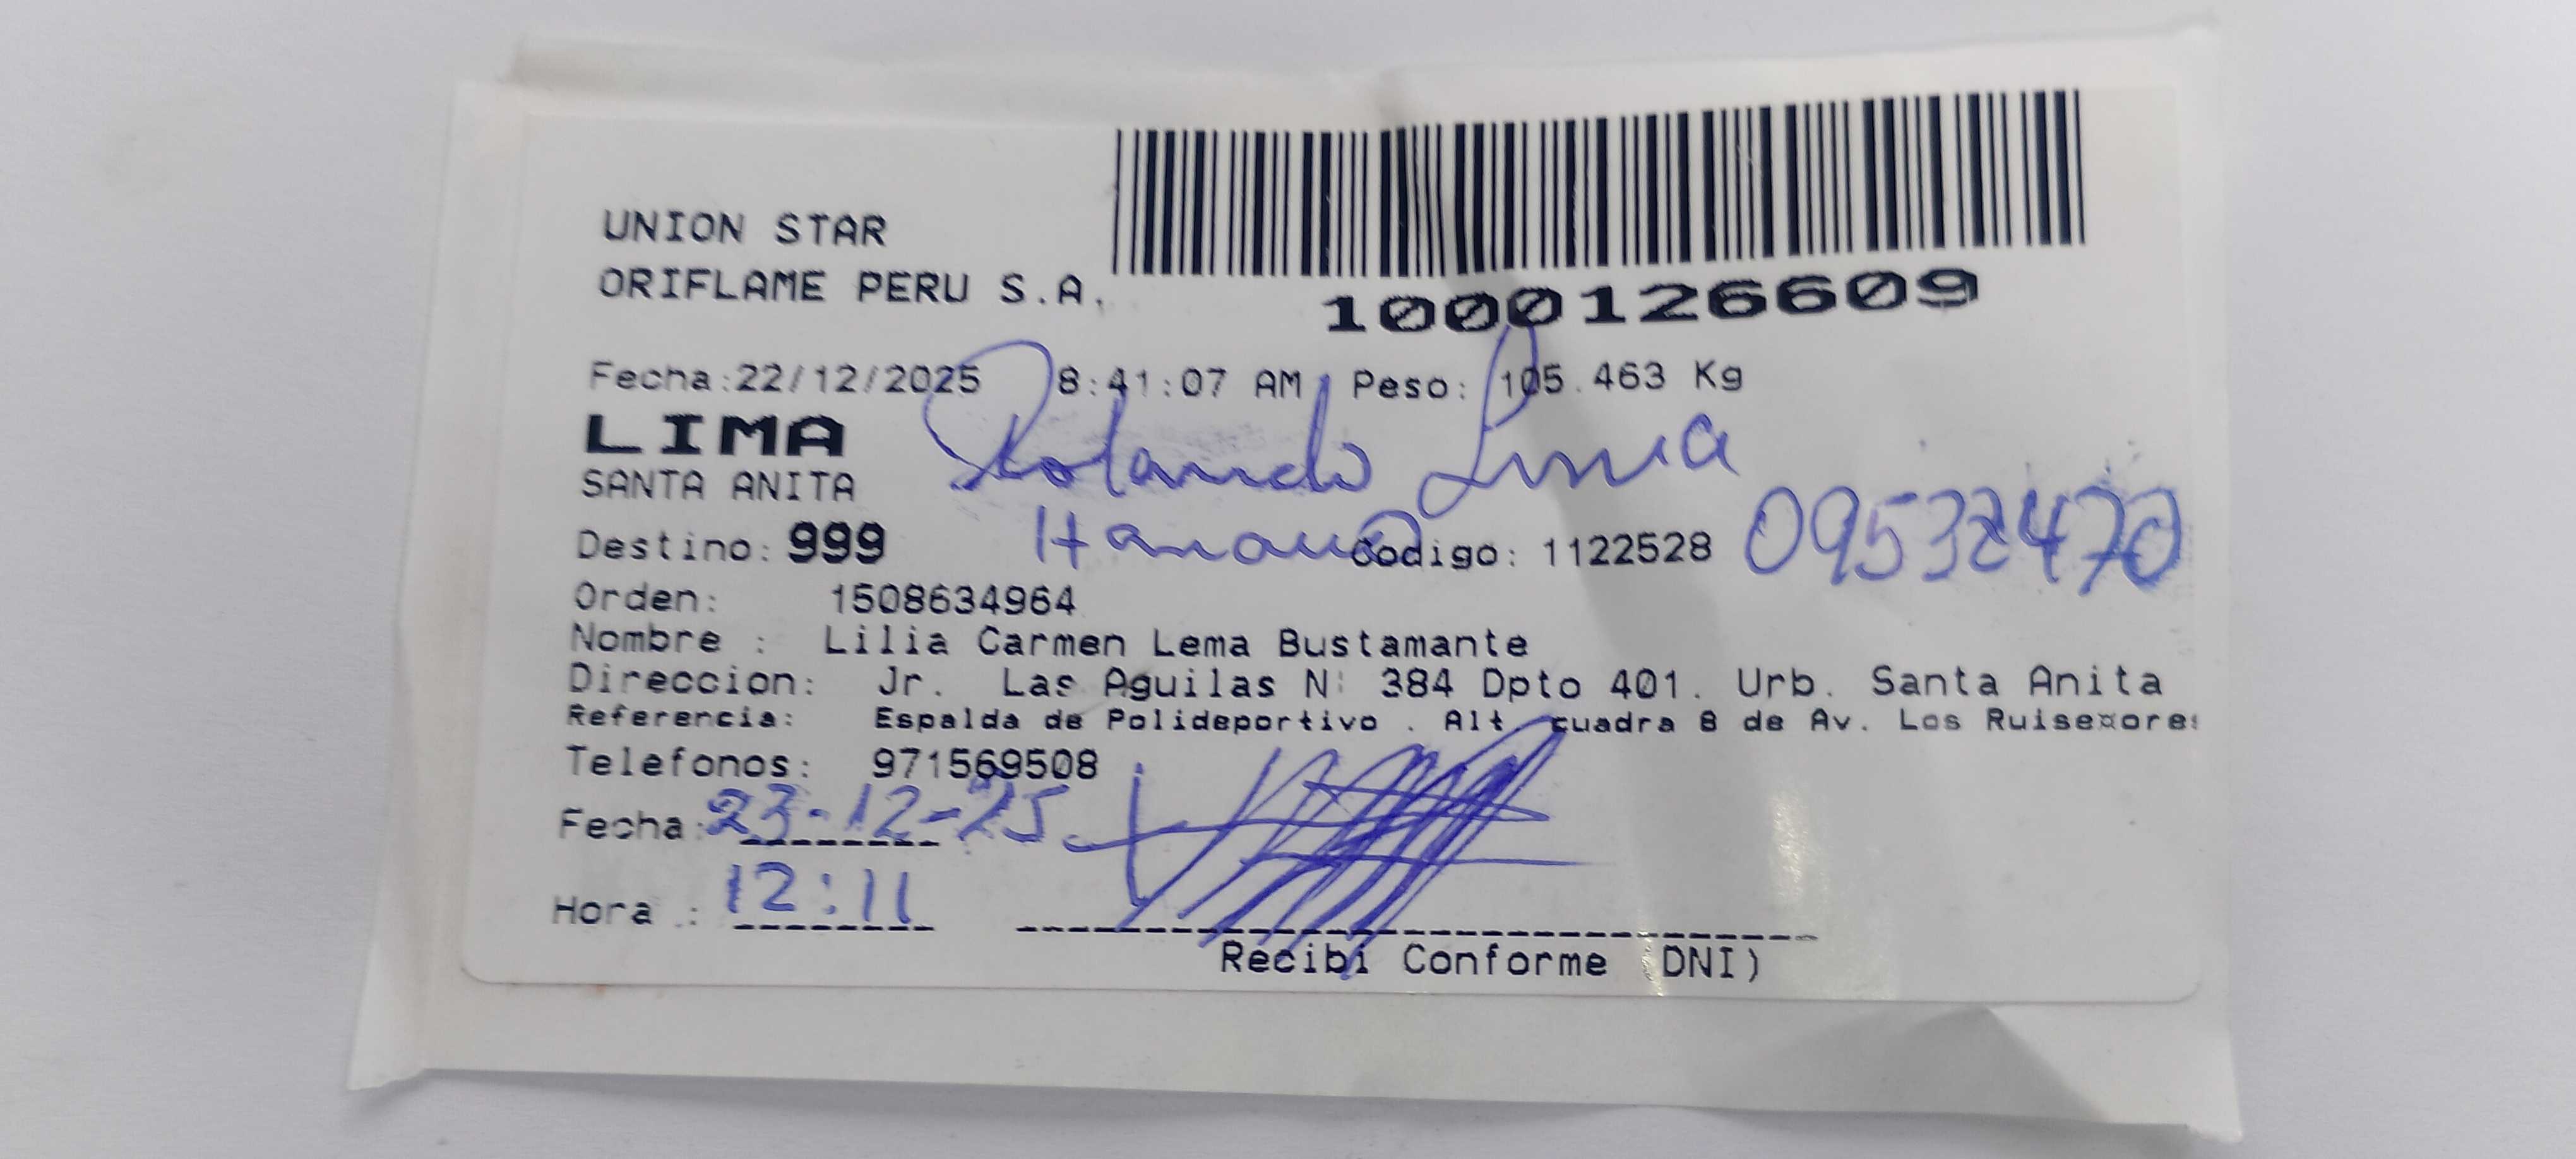 UNION STAR
ORIFLAME PERU S.A.
1000126609
Fecha:22/12/2025 8:41:07 AM Peso: 105.463 Kg
LIMA
Rolando
SANTA ANITA
Destino: 999 Codigo: 1122528
Orden: 1508634964
Nombre : Lilia Carmen Lema Bustamante
Direccion: Jr. Las Aguilas N 384 Dpto 401. Urb. Santa Anita
Referencia: Espalda de Polideportivo . Alt cuadra 8 de Av. Los Ruise¤ores
Telefonos: 971569508
Fecha: 23-12-25
Hora : 12:11
Recibi Conforme (DNI)